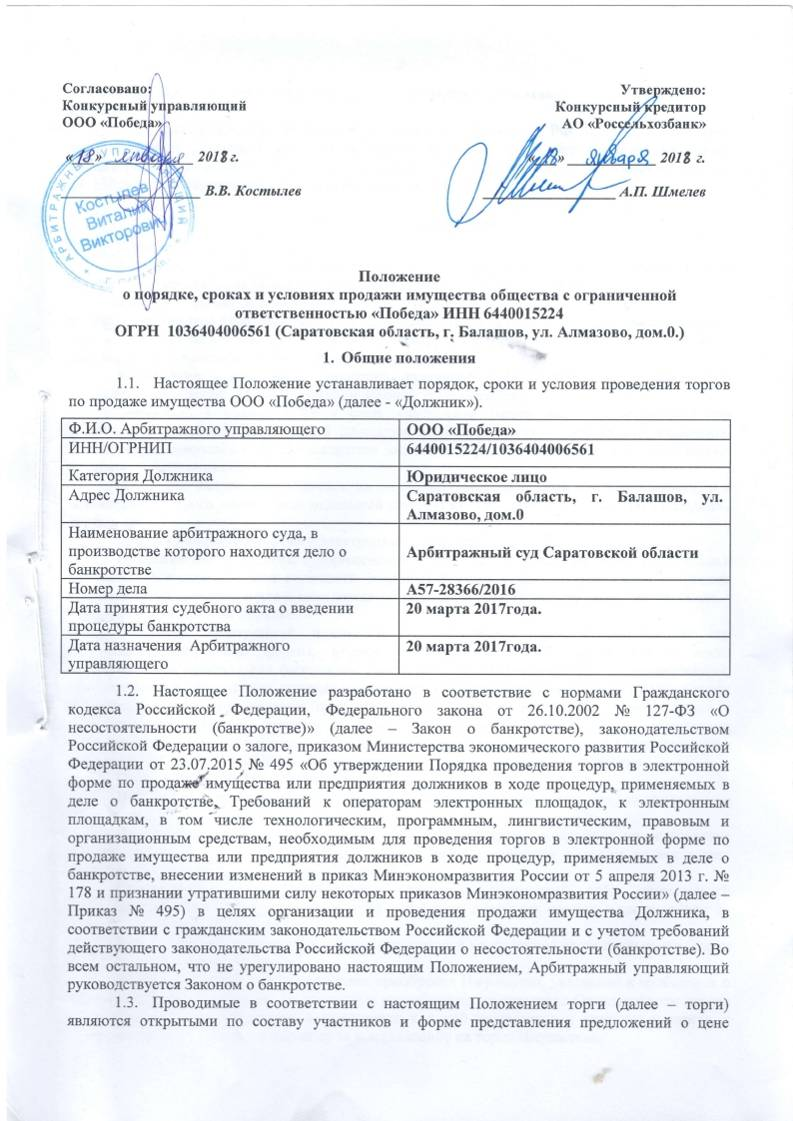 Согласовано:
Конкурсный управляющий
ООО «Победа»
«18» января 2018 г.
В.В. Костылев
АРБИТРАЖНЫЙ УПРАВЛЯЮЩИЙ
Костылев
Виталий
Викторович
Утверждено:
Конкурсный кредитор
АО «Россельхозбанк»
«18» января 2018 г.
А.П. Шмелев
Положение
о порядке, сроках и условиях продажи имущества общества с ограниченной
ответственностью «Победа» ИНН 6440015224
ОГРН 1036404006561 (Саратовская область, г. Балашов, ул. Алмазово, дом.0.)
1. Общие положения
1.1. Настоящее Положение устанавливает порядок, сроки и условия проведения торгов
по продаже имущества ООО «Победа» (далее - «Должник»).
Ф.И.О. Арбитражного управляющего ООО «Победа»
ИНН/ОГРНИП 6440015224/1036404006561
Категория Должника Юридическое лицо
Адрес Должника Саратовская область, г. Балашов, ул.
Алмазово, дом.0
Наименование арбитражного суда, в
производстве которого находится дело о
банкротстве
Арбитражный суд Саратовской области
Номер дела А57-28366/2016
Дата принятия судебного акта о введении
процедуры банкротства
20 марта 2017года.
Дата назначения Арбитражного
управляющего
20 марта 2017года.
1.2. Настоящее Положение разработано в соответствие с нормами Гражданского
кодекса Российской Федерации, Федерального закона от 26.10.2002 № 127-ФЗ «О
несостоятельности (банкротстве)» (далее – Закон о банкротстве), законодательством
Российской Федерации о залоге, приказом Министерства экономического развития Российской
Федерации от 23.07.2015 № 495 «Об утверждении Порядка проведения торгов в электронной
форме по продаже имущества или предприятия должников в ходе процедур, применяемых в
деле о банкротстве, Требований к операторам электронных площадок, к электронным
площадкам, в том числе технологическим, программным, лингвистическим, правовым и
организационным средствам, необходимым для проведения торгов в электронной форме по
продаже имущества или предприятия должников в ходе процедур, применяемых в деле о
банкротстве, внесении изменений в приказ Минэкономразвития России от 5 апреля 2013 г. №
178 и признании утратившими силу некоторых приказов Минэкономразвития России» (далее –
Приказ № 495) в целях организации и проведения продажи имущества Должника, в
соответствии с гражданским законодательством Российской Федерации и с учетом требований
действующего законодательства Российской Федерации о несостоятельности (банкротстве). Во
всем остальном, что не урегулировано настоящим Положением, Арбитражный управляющий
руководствуется Законом о банкротстве.
1.3. Проводимые в соответствии с настоящим Положением торги (далее – торги)
являются открытыми по составу участников и форме представления предложений о цене